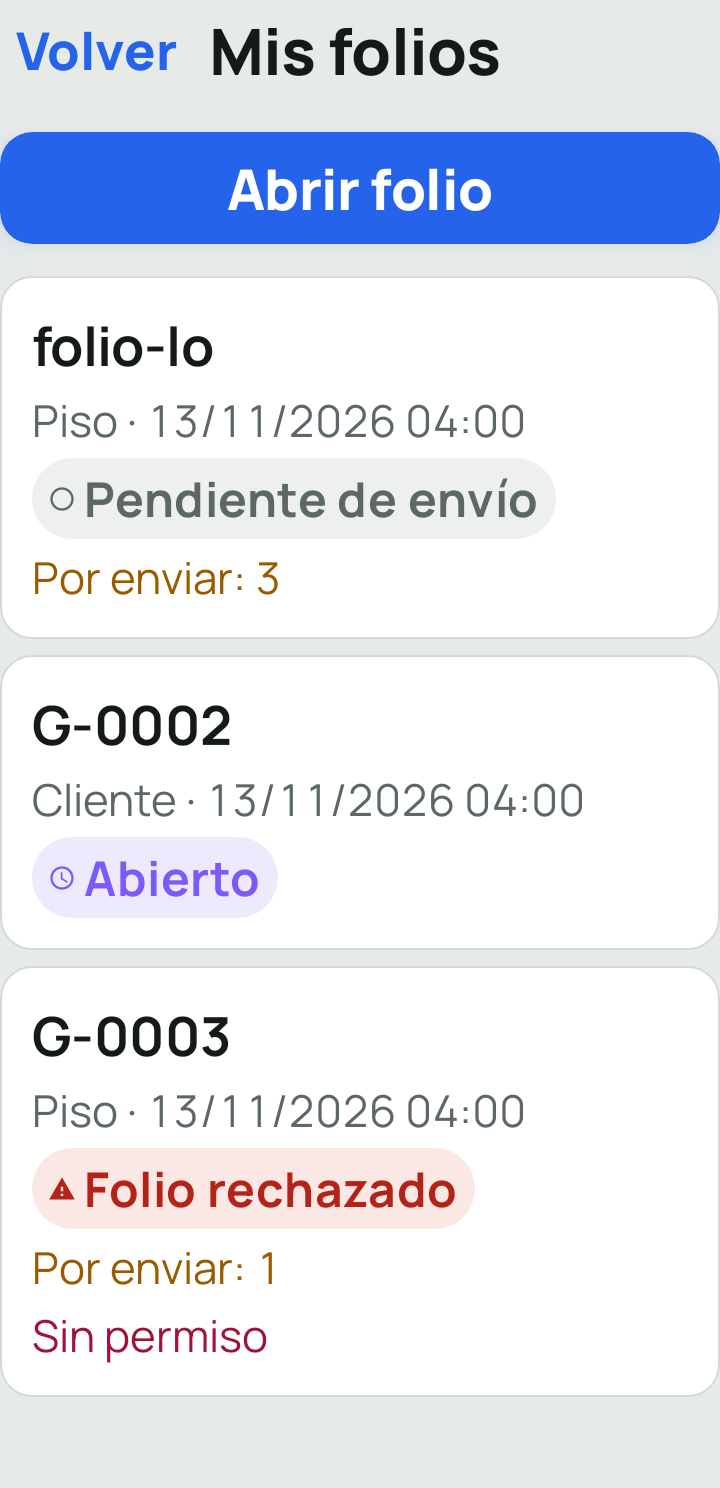 Volver Mis folios
Abrir folio
folio-lo
Piso · 13/11/2026 04:00
Pendiente de envío
Por enviar: 3
G-0002
Cliente · 13/11/2026 04:00
Abierto
G-0003
Piso · 13/11/2026 04:00
Folio rechazado
Por enviar: 1
Sin permiso